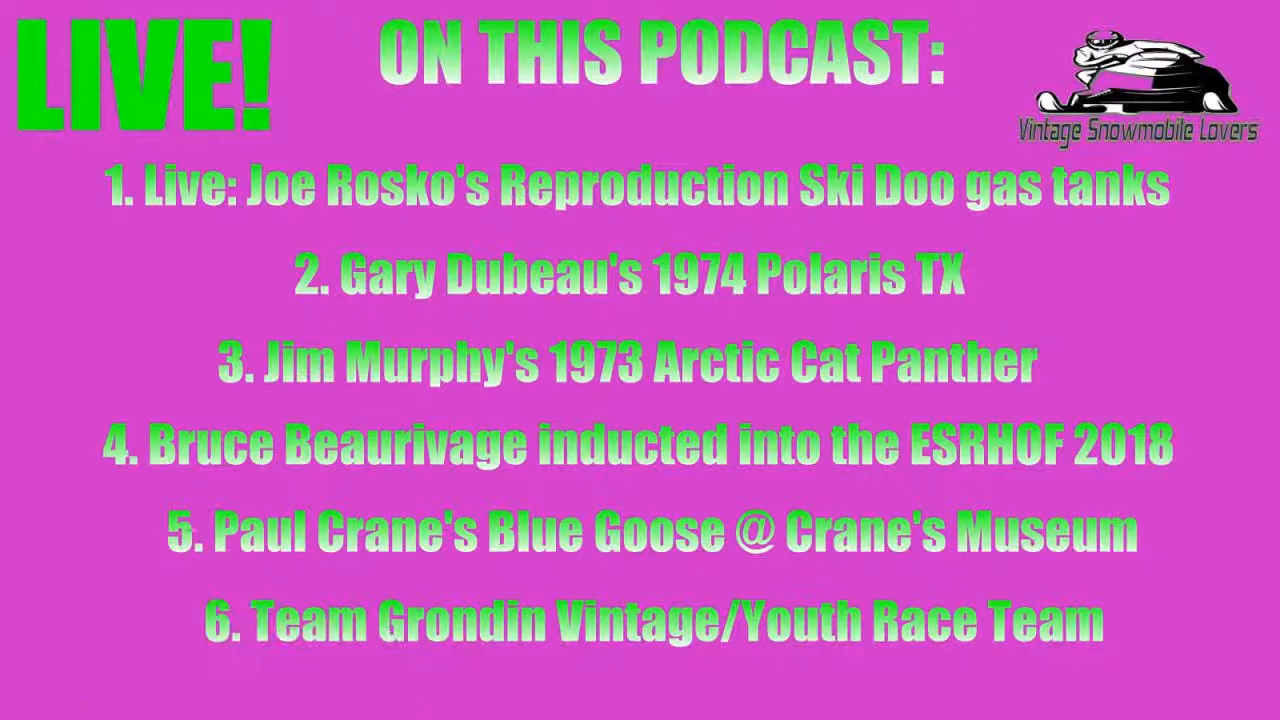 LIVE!
ON THIS PODCAST:
Vintage Snowmobile Lovers
1. Live: Joe Rosko's Reproduction Ski Doo gas tanks
2. Gary Dubeau's 1974 Polaris TX
3. Jim Murphy's 1973 Arctic Cat Panther
4. Bruce Beaurivage inducted into the ESRHOF 2018
5. Paul Crane's Blue Goose @ Crane's Museum
6. Team Grondin Vintage/Youth Race Team